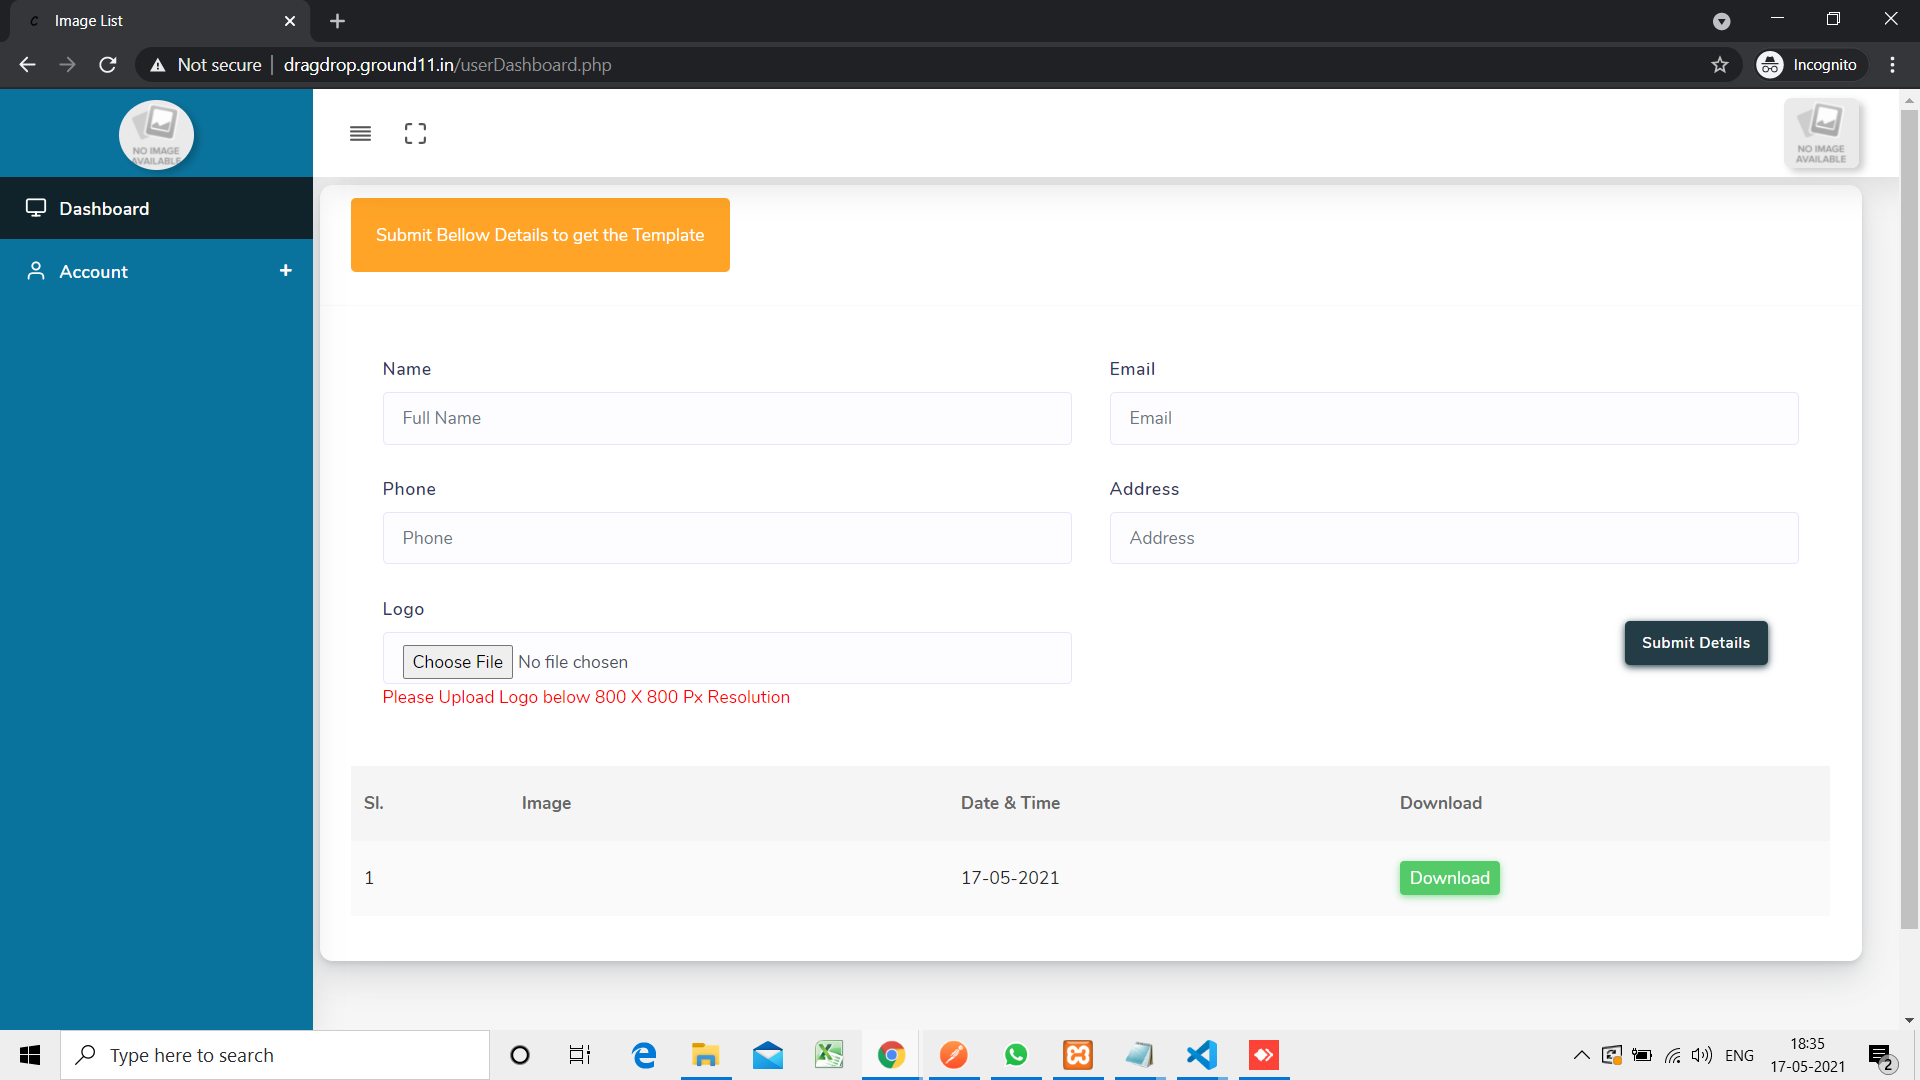 Image List
Not secure
dragdrop.ground11.in/userDashboard.php
Incognito
NO IMAGE
AVAILABLE
NO IMAGE
AVAILABLE
Dashboard
Account
+
Submit Bellow Details to get the Template
Name
Email
Full Name
Email
Phone
Address
Phone
Address
Logo
Choose File No file chosen
Submit Details
Please Upload Logo below 800 X 800 Px Resolution
Sl. Image Date & Time Download
1 17-05-2021 Download
Type here to search
ENG
18:35
17-05-2021
2